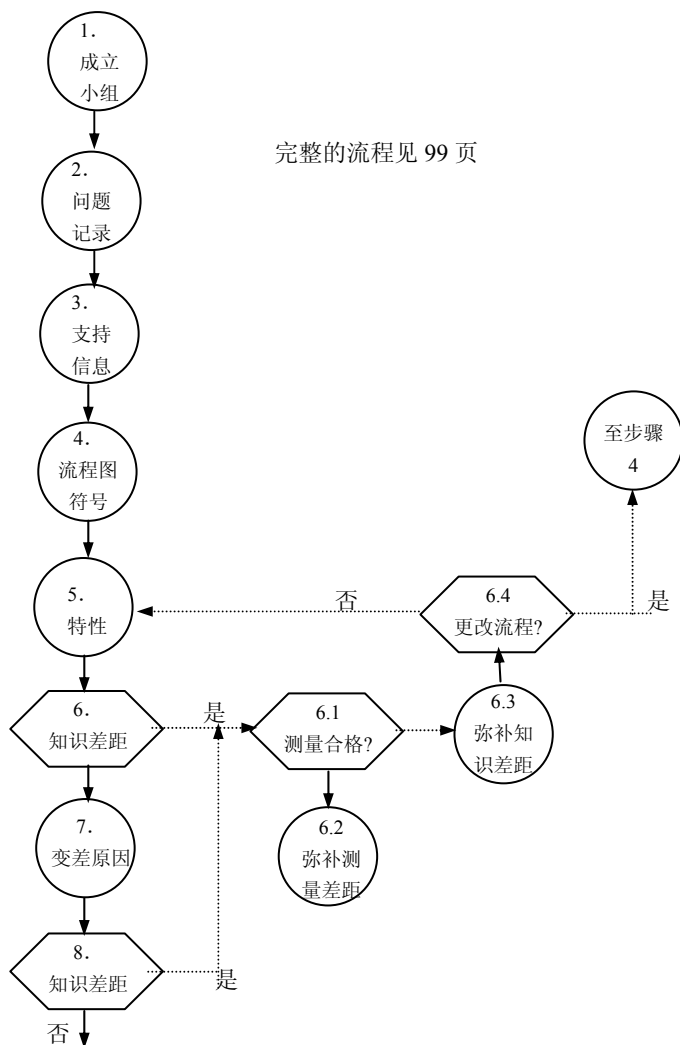 1.
成立
小组
完整的流程见 99 页
2.
问题
记录
3.
支持
信息
4.
流程图
符号
至步骤
4
5.
特性
否
6.4
更改流程?
是
6.
知识差距
是
6.1
测量合格?
6.3
弥补知
识差距
7.
变差原因
6.2
弥补测
量差距
8.
知识差距
是
否